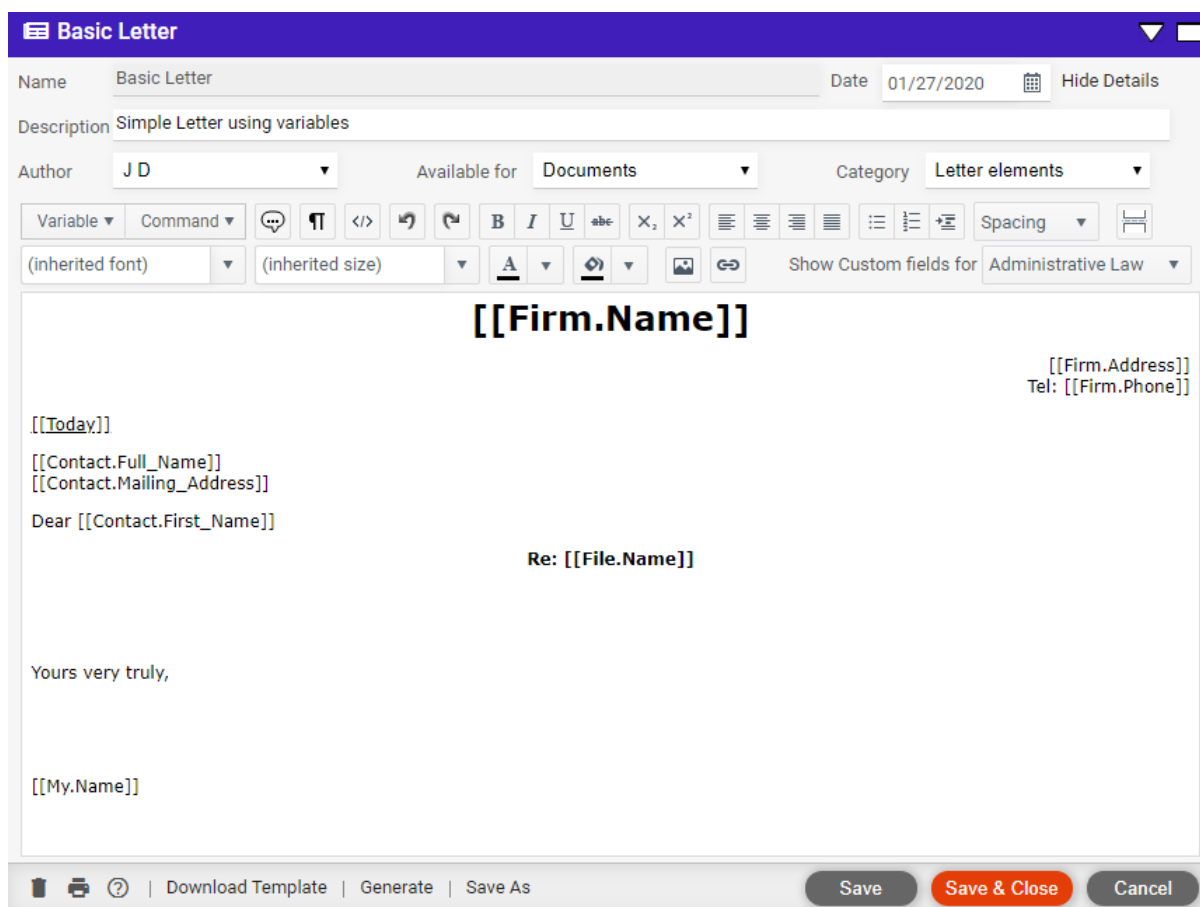 Basic Letter
Name Basic Letter Date 01/27/2020 Hide Details
Description Simple Letter using variables
Author J D Available for Documents Category Letter elements
Variable Command B I U abc X₂ X² Spacing
(inherited font) (inherited size) A Show Custom fields for Administrative Law
[[Firm.Name]]
[[Firm.Address]]
Tel: [[Firm.Phone]]
[[Today]]
[[Contact.Full_Name]]
[[Contact.Mailing_Address]]
Dear [[Contact.First_Name]]
Re: [[File.Name]]
Yours very truly,
[[My.Name]]
| Download Template | Generate | Save As Save Save & Close Cancel